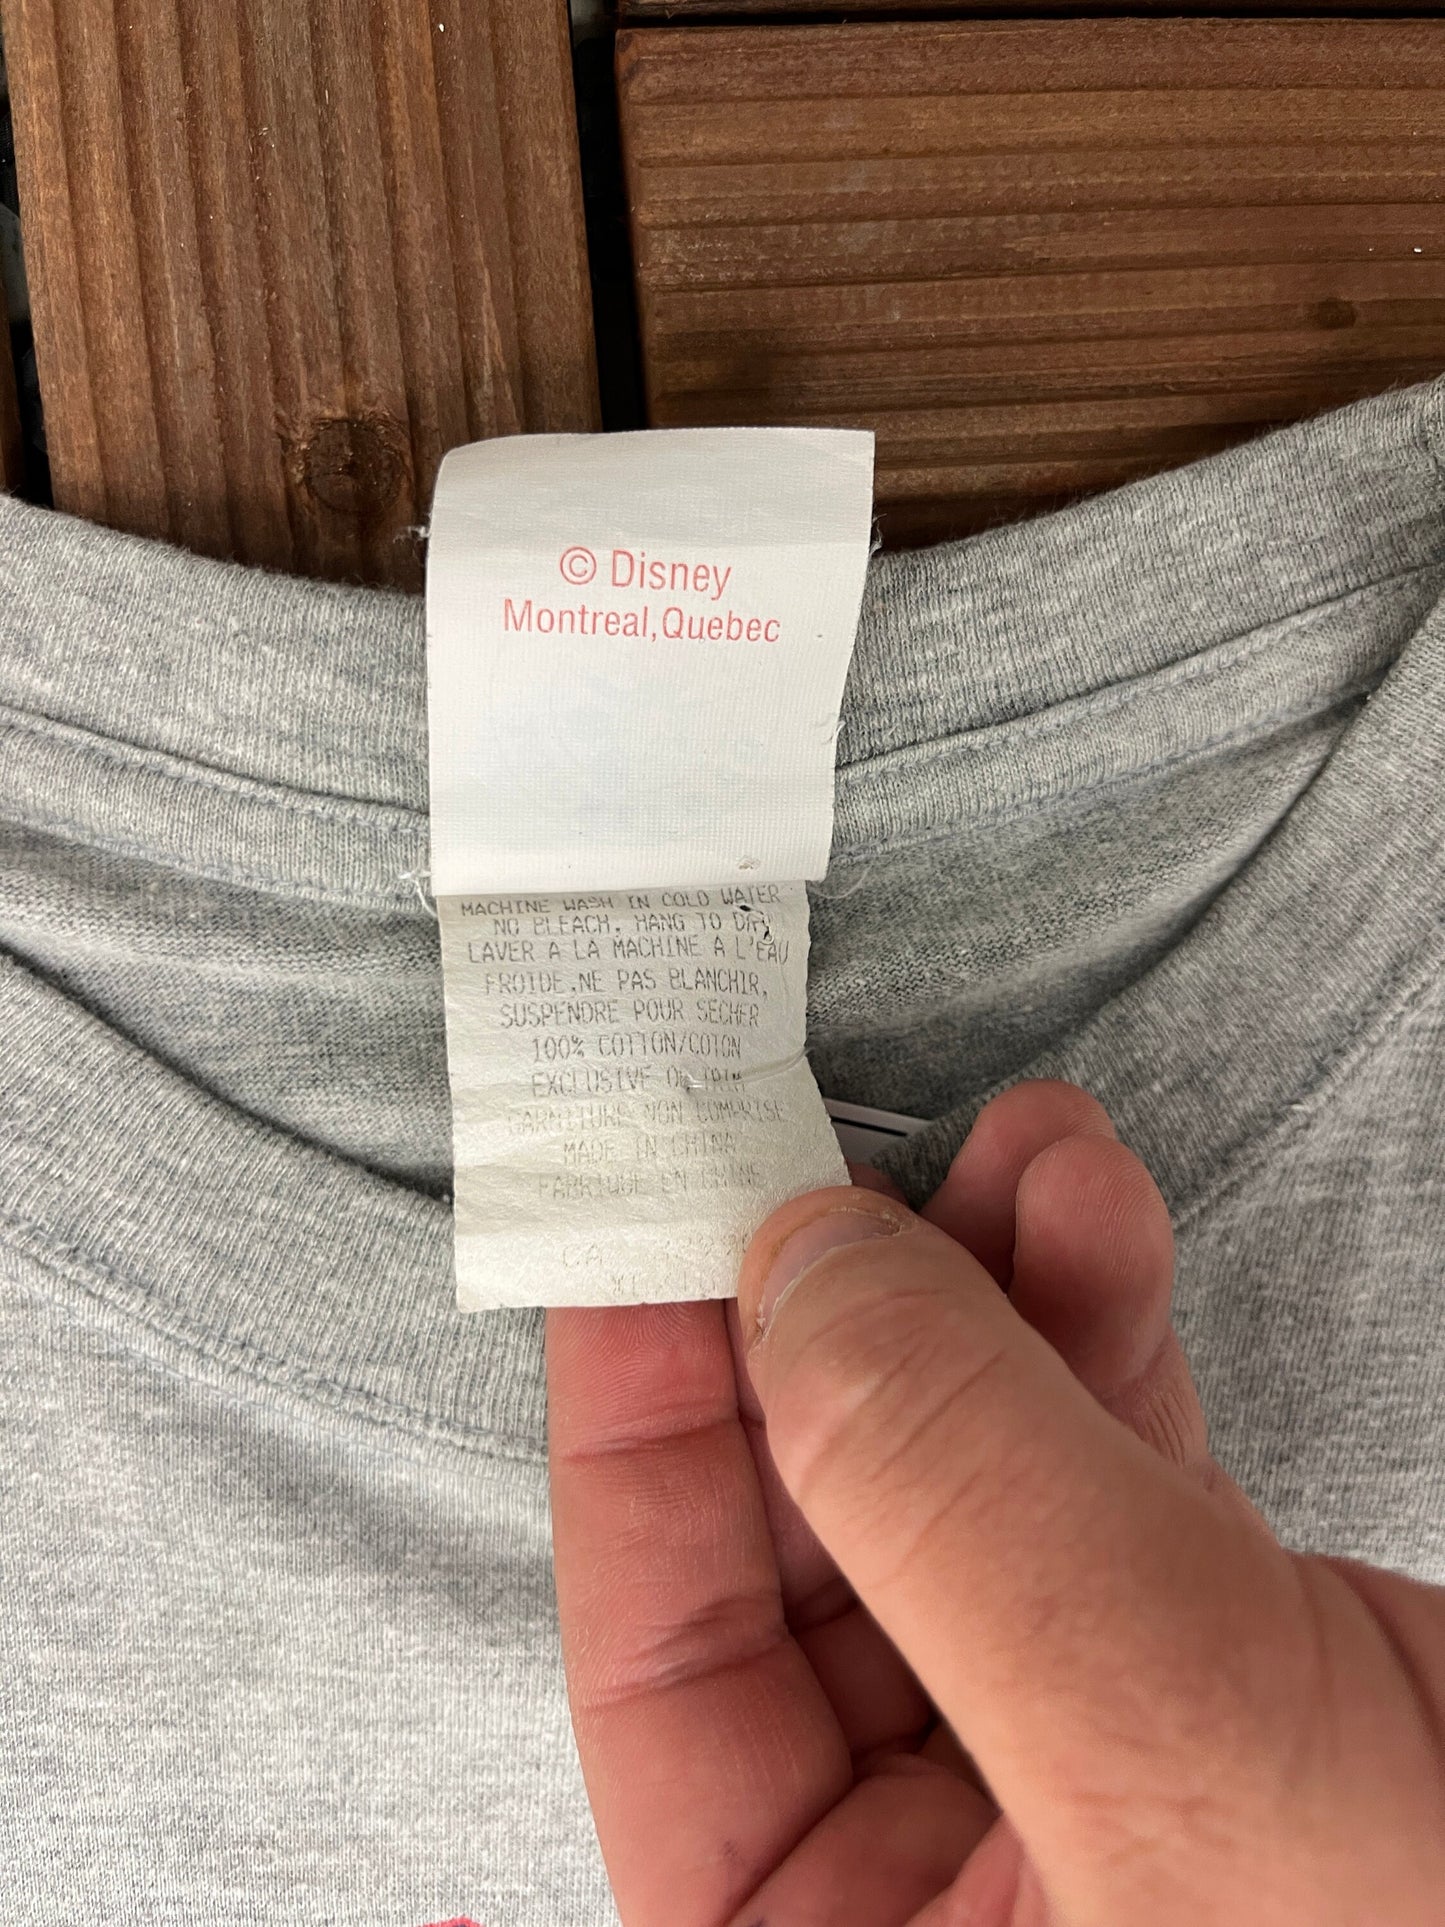 © Disney
Montreal,Quebec
MACHINE WASH IN COLD WATER
NO BLEACH. HANG TO DRY
LAVER A LA MACHINE A L'EAU
FROIDE.NE PAS BLANCHIR,
SUSPENDRE POUR SECHER
100% COTTON/COTON
EXCLUSIVE OF TRIM
GARNITURE NON COMPRISE
MADE IN CHINA
FABRIQUE EN CHINE
CA
XL